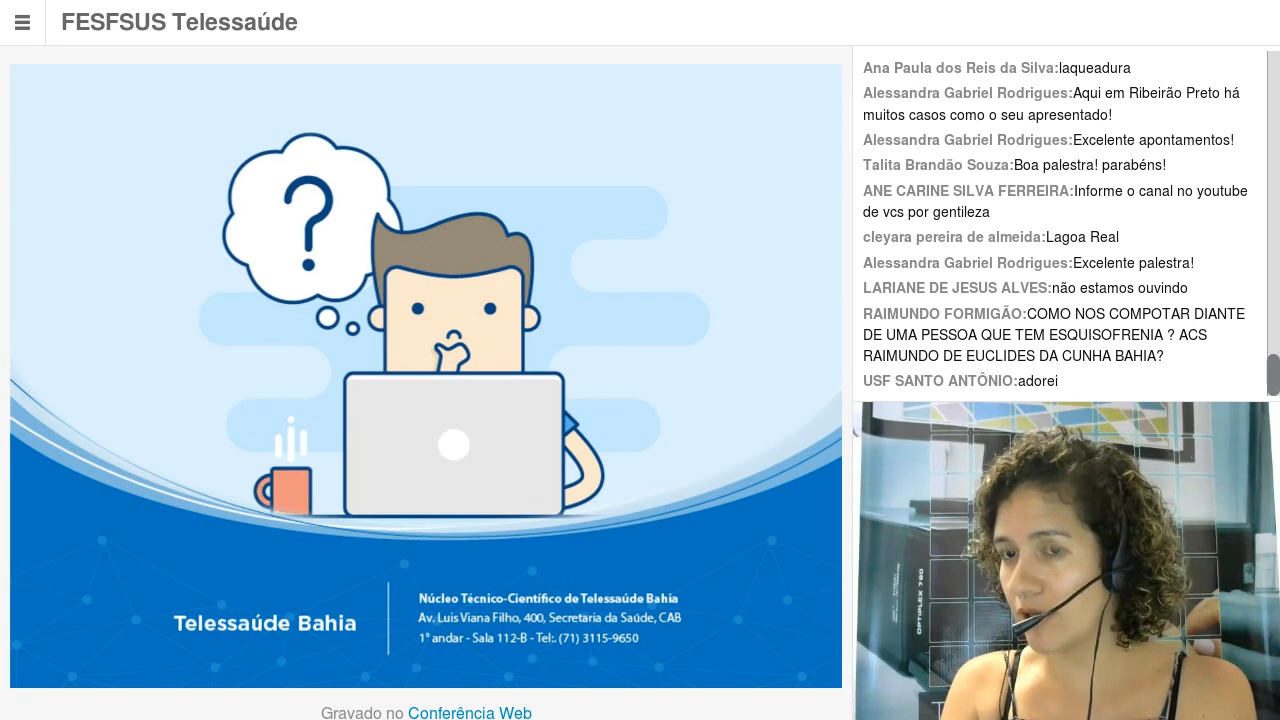 FESFSUS Telessaúde
Telessaúde Bahia
Núcleo Técnico-Científico de Telessaúde Bahia
Av. Luis Viana Filho, 400, Secretaria da Saúde, CAB
1º andar - Sala 112-B - Tel:. (71) 3115-9650
Gravado no Conferência Web
Ana Paula dos Reis da Silva:laqueadura
Alessandra Gabriel Rodrigues:Aqui em Ribeirão Preto há
muitos casos como o seu apresentado!
Alessandra Gabriel Rodrigues:Excelente apontamentos!
Talita Brandão Souza:Boa palestra! parabéns!
ANE CARINE SILVA FERREIRA:Informe o canal no youtube
de vcs por gentileza
cleyara pereira de almeida:Lagoa Real
Alessandra Gabriel Rodrigues:Excelente palestra!
LARIANE DE JESUS ALVES:não estamos ouvindo
RAIMUNDO FORMIGÃO:COMO NOS COMPOTAR DIANTE
DE UMA PESSOA QUE TEM ESQUISOFRENIA ? ACS
RAIMUNDO DE EUCLIDES DA CUNHA BAHIA?
USF SANTO ANTÔNIO:adorei
OPTIPLEX 780